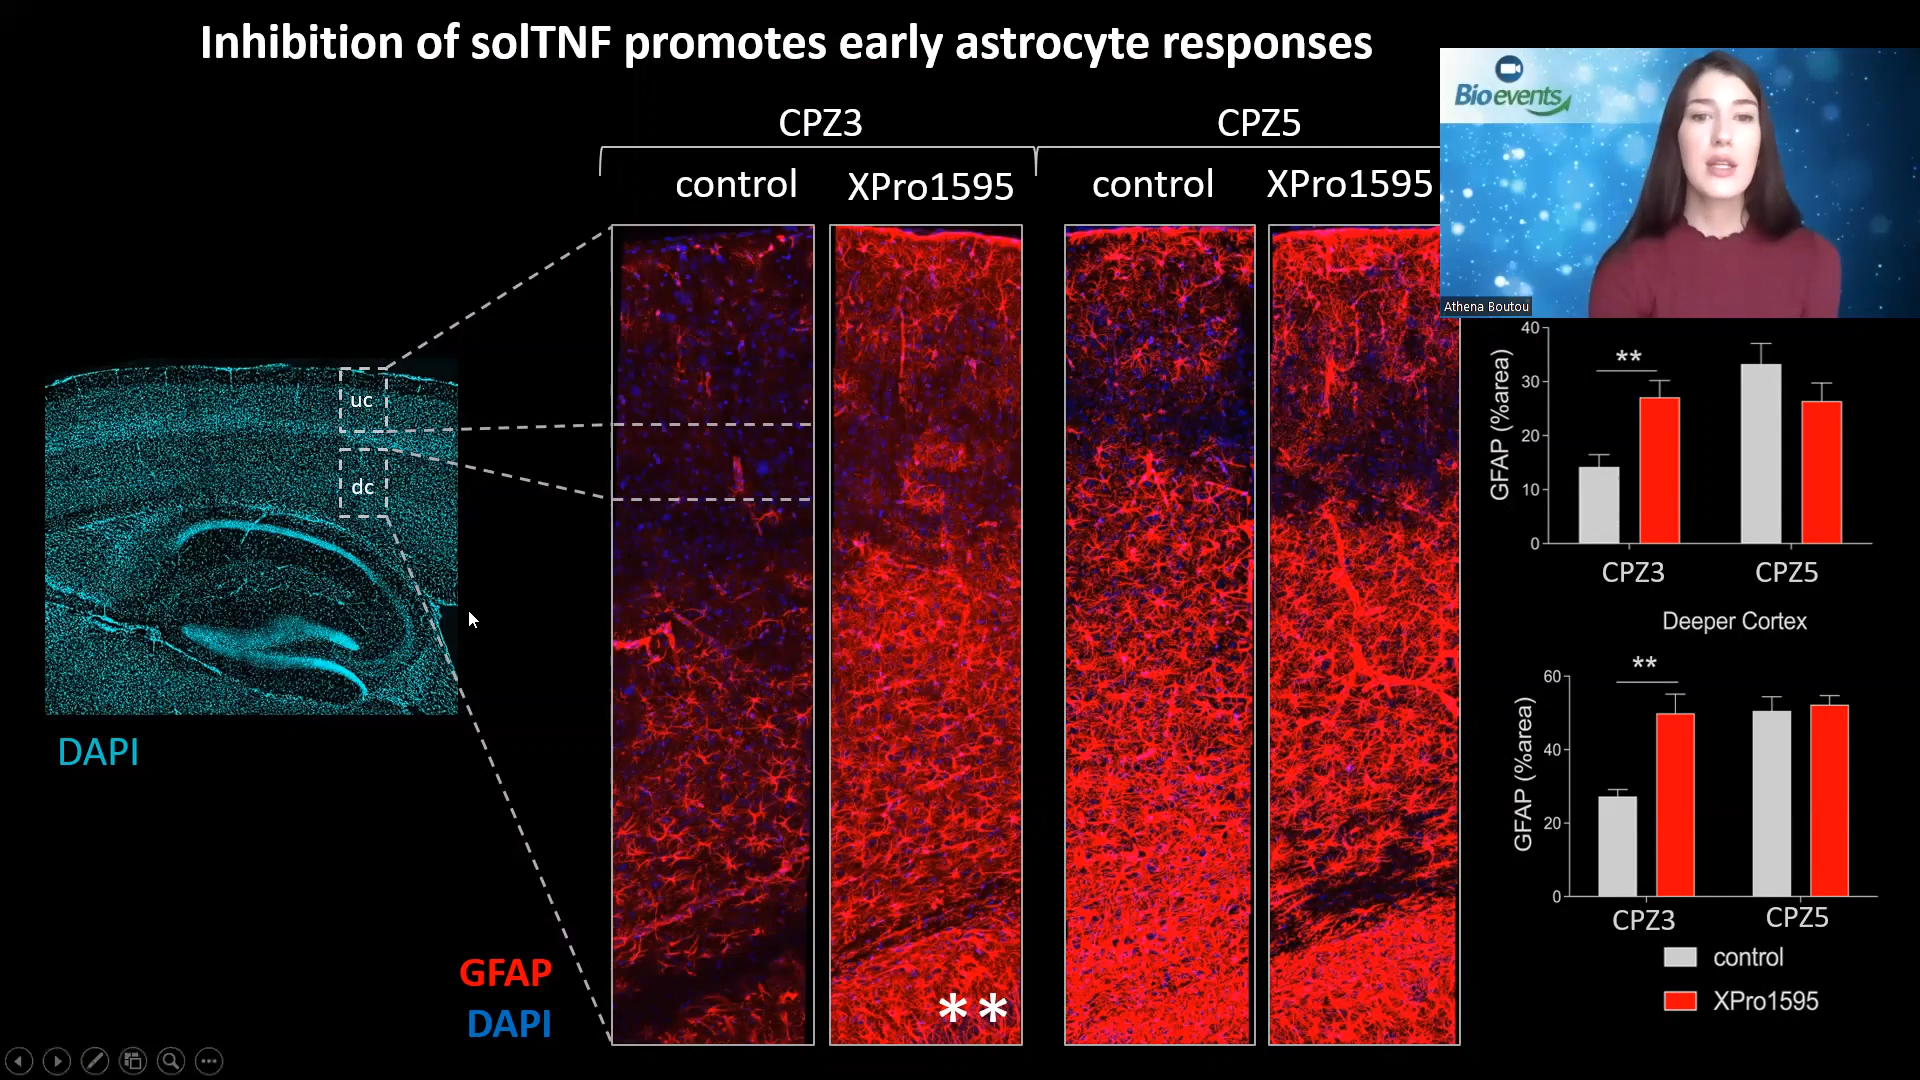 Inhibition of solTNF promotes early astrocyte responses
Bioevents
Athena Boutou
CPZ3
CPZ5
control
XPro1595
control
XPro1595
uc
dc
DAPI
GFAP
DAPI
**
40
30
20
10
0
GFAP (%area)
**
CPZ3
CPZ5
Deeper Cortex
60
40
20
0
GFAP (%area)
**
CPZ3
CPZ5
control
XPro1595